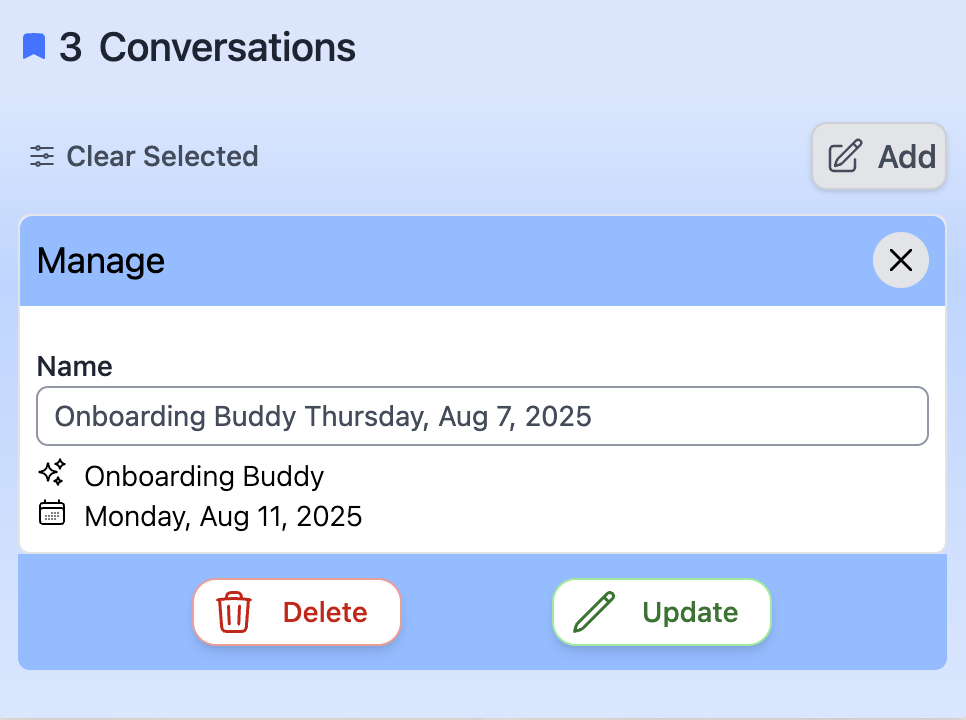 3 Conversations
Clear Selected
Add
Manage
Name
Onboarding Buddy Thursday, Aug 7, 2025
Onboarding Buddy
Monday, Aug 11, 2025
Delete
Update